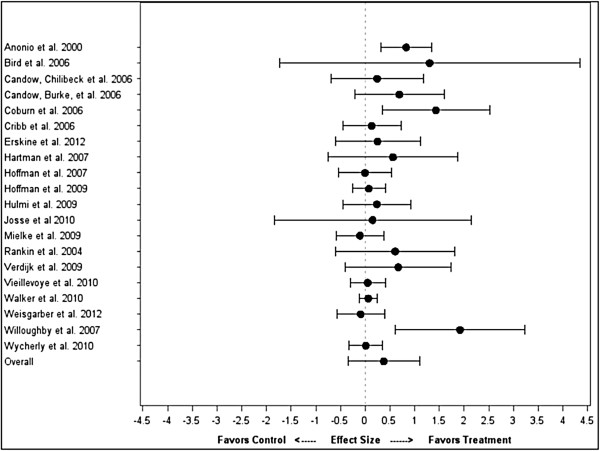 Anonio et al. 2000
Bird et al. 2006
Candow, Chilibeck et al. 2006
Candow, Burke, et al. 2006
Coburn et al. 2006
Cribb et al. 2006
Erskine et al. 2012
Hartman et al. 2007
Hoffman et al. 2007
Hoffman et al. 2009
Hulmi et al. 2009
Josse et al 2010
Mielke et al. 2009
Rankin et al. 2004
Verdijk et al. 2009
Vieillevoye et al. 2010
Walker et al. 2010
Weisgarber et al. 2012
Willoughby et al. 2007
Wycherly et al. 2010
Overall
-4.5 -4 -3.5 -3 -2.5 -2 -1.5 -1 -0.5 0 0.5 1 1.5 2 2.5 3 3.5 4 4.5
Favors Control <----- Effect Size -----> Favors Treatment